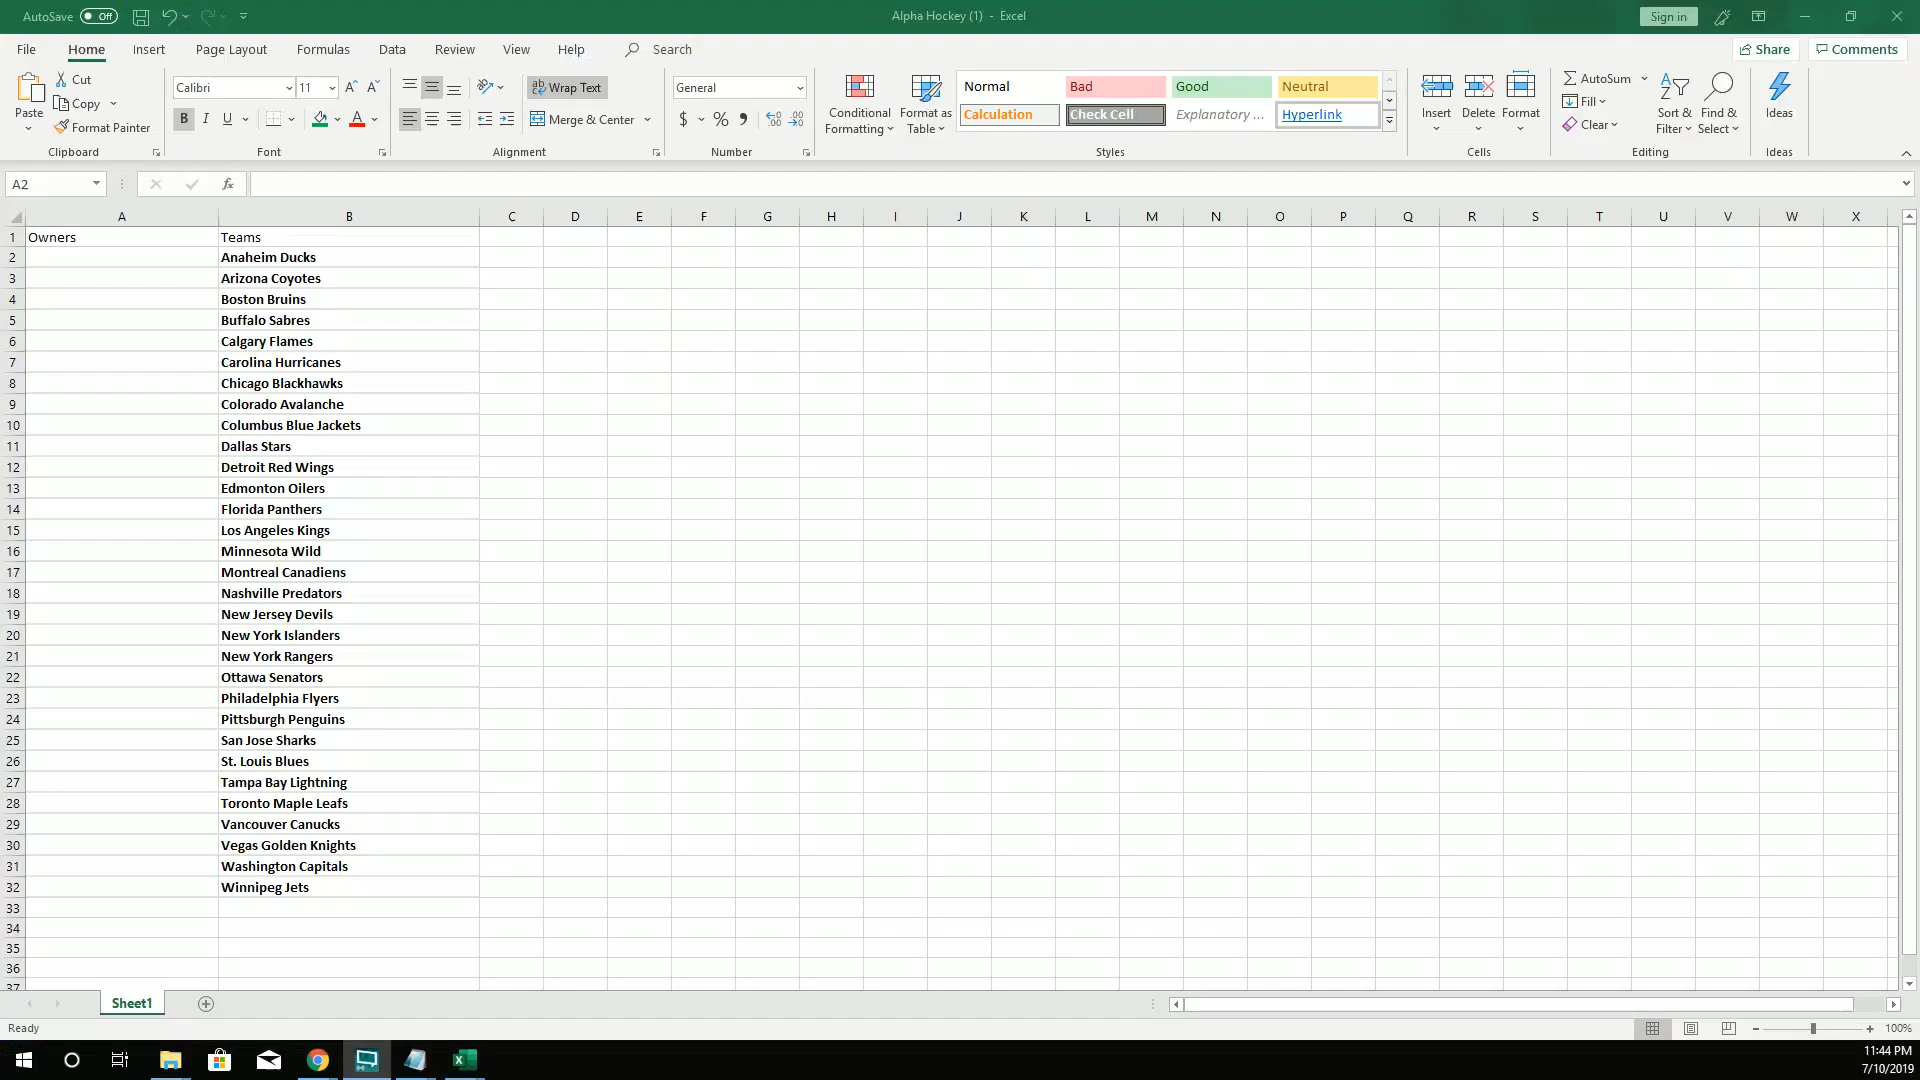 AutoSave Off
Alpha Hockey (1) - Excel
Sign in
File Home Insert Page Layout Formulas Data Review View Help Search
Share Comments
Paste
Cut
Copy
Format Painter
Clipboard
Calibri 11
B I U
Font
Wrap Text
Merge & Center
Alignment
General
$ % 9
Number
Conditional Formatting
Format as Table
Normal Bad Good Neutral
Calculation Check Cell Explanatory ... Hyperlink
Styles
Insert Delete Format
Cells
AutoSum
Fill
Clear
Sort & Filter
Find & Select
Editing
Ideas
Ideas
A2 fx
A B C D E F G H I J K L M N O P Q R S T U V W X
1 Owners Teams
2 Anaheim Ducks
3 Arizona Coyotes
4 Boston Bruins
5 Buffalo Sabres
6 Calgary Flames
7 Carolina Hurricanes
8 Chicago Blackhawks
9 Colorado Avalanche
10 Columbus Blue Jackets
11 Dallas Stars
12 Detroit Red Wings
13 Edmonton Oilers
14 Florida Panthers
15 Los Angeles Kings
16 Minnesota Wild
17 Montreal Canadiens
18 Nashville Predators
19 New Jersey Devils
20 New York Islanders
21 New York Rangers
22 Ottawa Senators
23 Philadelphia Flyers
24 Pittsburgh Penguins
25 San Jose Sharks
26 St. Louis Blues
27 Tampa Bay Lightning
28 Toronto Maple Leafs
29 Vancouver Canucks
30 Vegas Golden Knights
31 Washington Capitals
32 Winnipeg Jets
33
34
35
36
37
Sheet1
Ready
100%
11:44 PM
7/10/2019